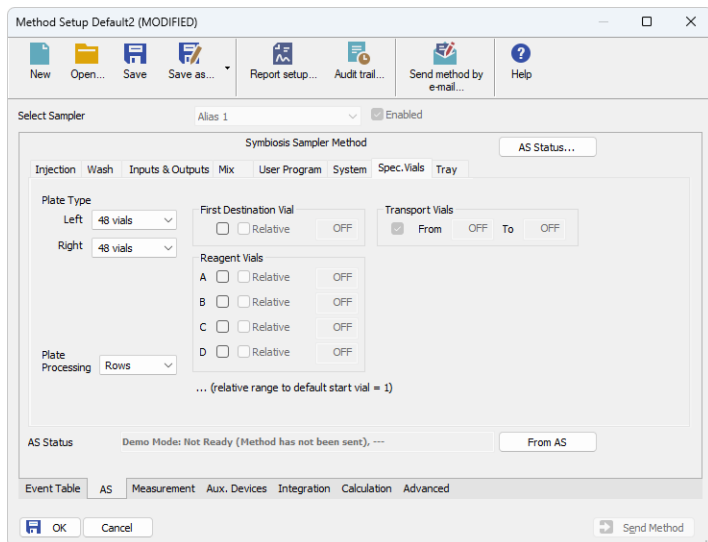 Method Setup Default2 (MODIFIED)
New Open... Save Save as... Report setup... Audit trail... Send method by e-mail... Help
Select Sampler Alias 1 Enabled
Symbiosis Sampler Method AS Status...
Injection Wash Inputs & Outputs Mix User Program System Spec.Vials Tray
Plate Type
Left 48 vials
Right 48 vials
First Destination Vial
Relative OFF
Transport Vials
From OFF To OFF
Reagent Vials
A Relative OFF
B Relative OFF
C Relative OFF
D Relative OFF
Plate
Processing Rows
... (relative range to default start vial = 1)
AS Status Demo Mode: Not Ready (Method has not been sent), --- From AS
Event Table AS Measurement Aux. Devices Integration Calculation Advanced
OK Cancel Send Method